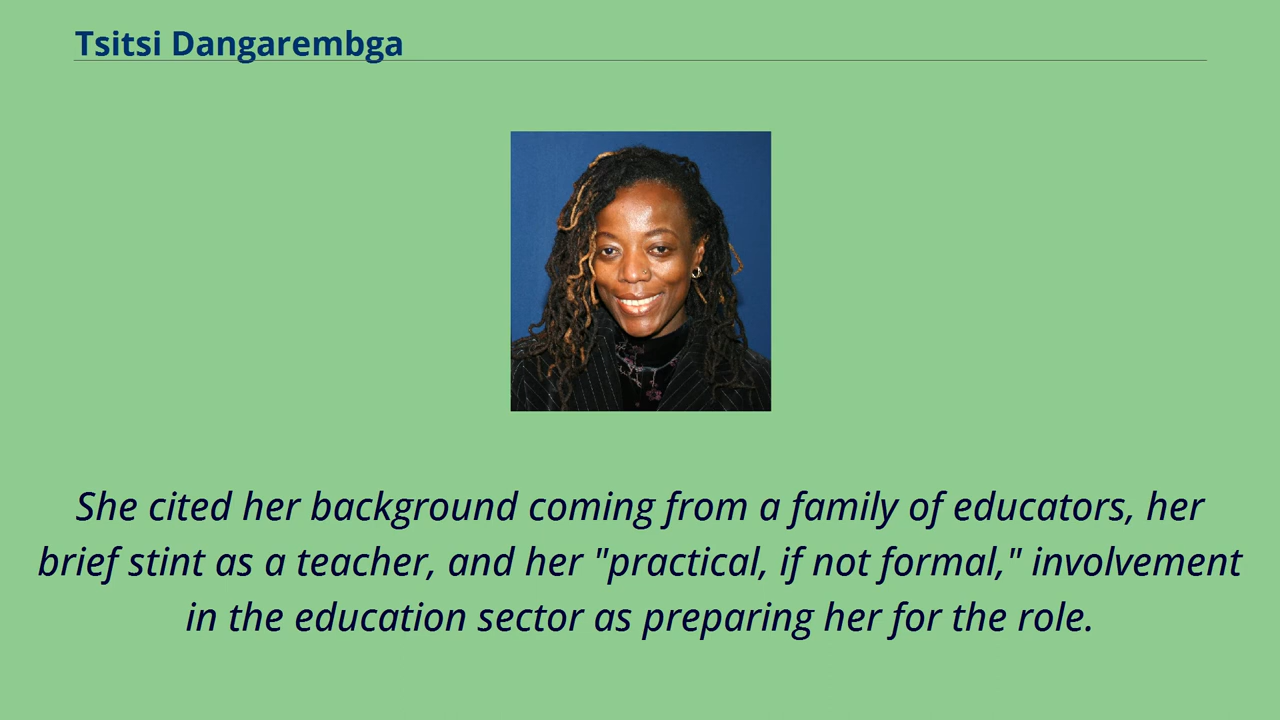 Tsitsi Dangarembga
She cited her background coming from a family of educators, her
brief stint as a teacher, and her "practical, if not formal," involvement
in the education sector as preparing her for the role.